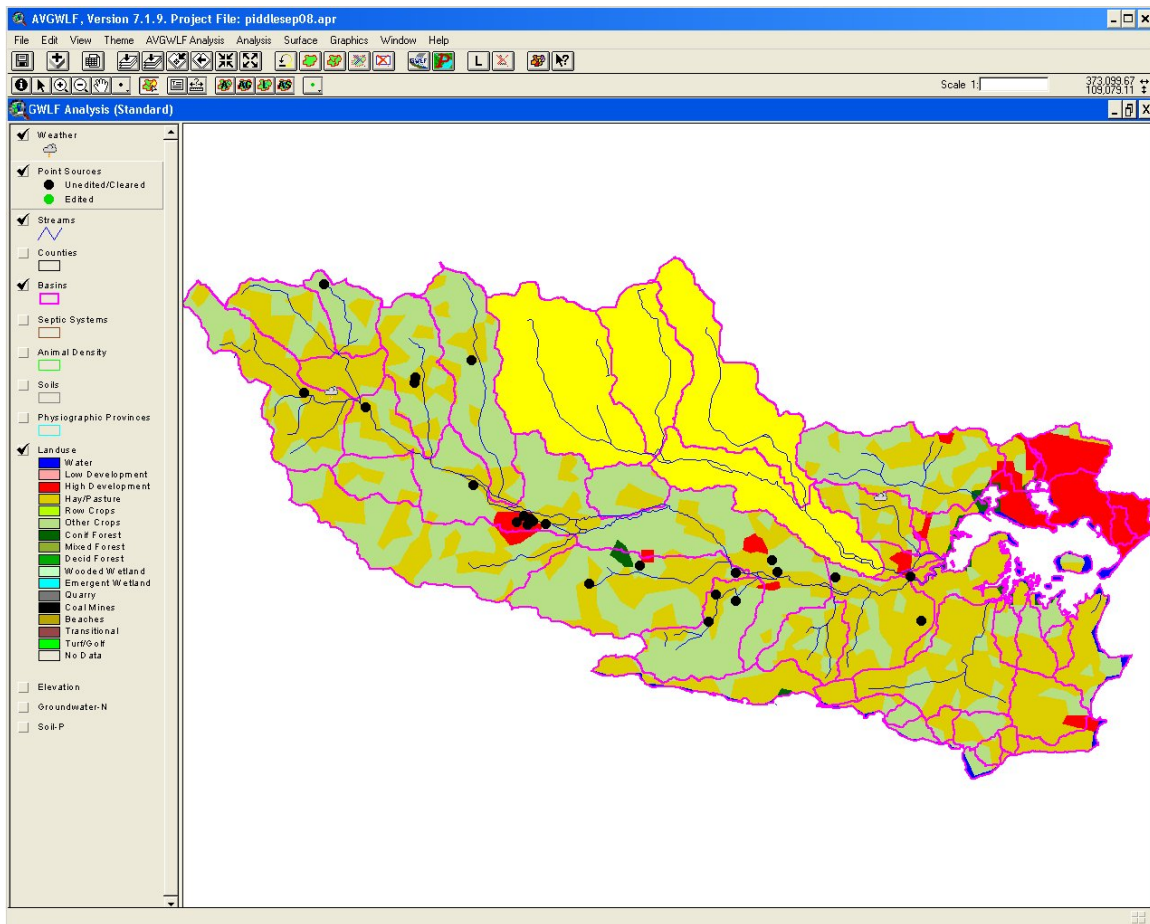 AVGWLF, Version 7.1.9. Project File: piddlesep08.apr
File Edit View Theme AVGWLF Analysis Analysis Surface Graphics Window Help
GWLF P L ?
A AG L AS
Scale 1:
373,099.67
109,079.11
GWLF Analysis (Standard)
Weather
Point Sources
Unedited/Cleared
Edited
Streams
Counties
Basins
Septic Systems
Animal Density
Soils
Physiographic Provinces
Landuse
Water
Low Development
High Development
Hay/Pasture
Row Crops
Other Crops
Conif Forest
Mixed Forest
Decid Forest
Wooded Wetland
Emergent Wetland
Quarry
Coal Mines
Beaches
Transitional
Turf/Golf
No Data
Elevation
Groundwater-N
Soil-P